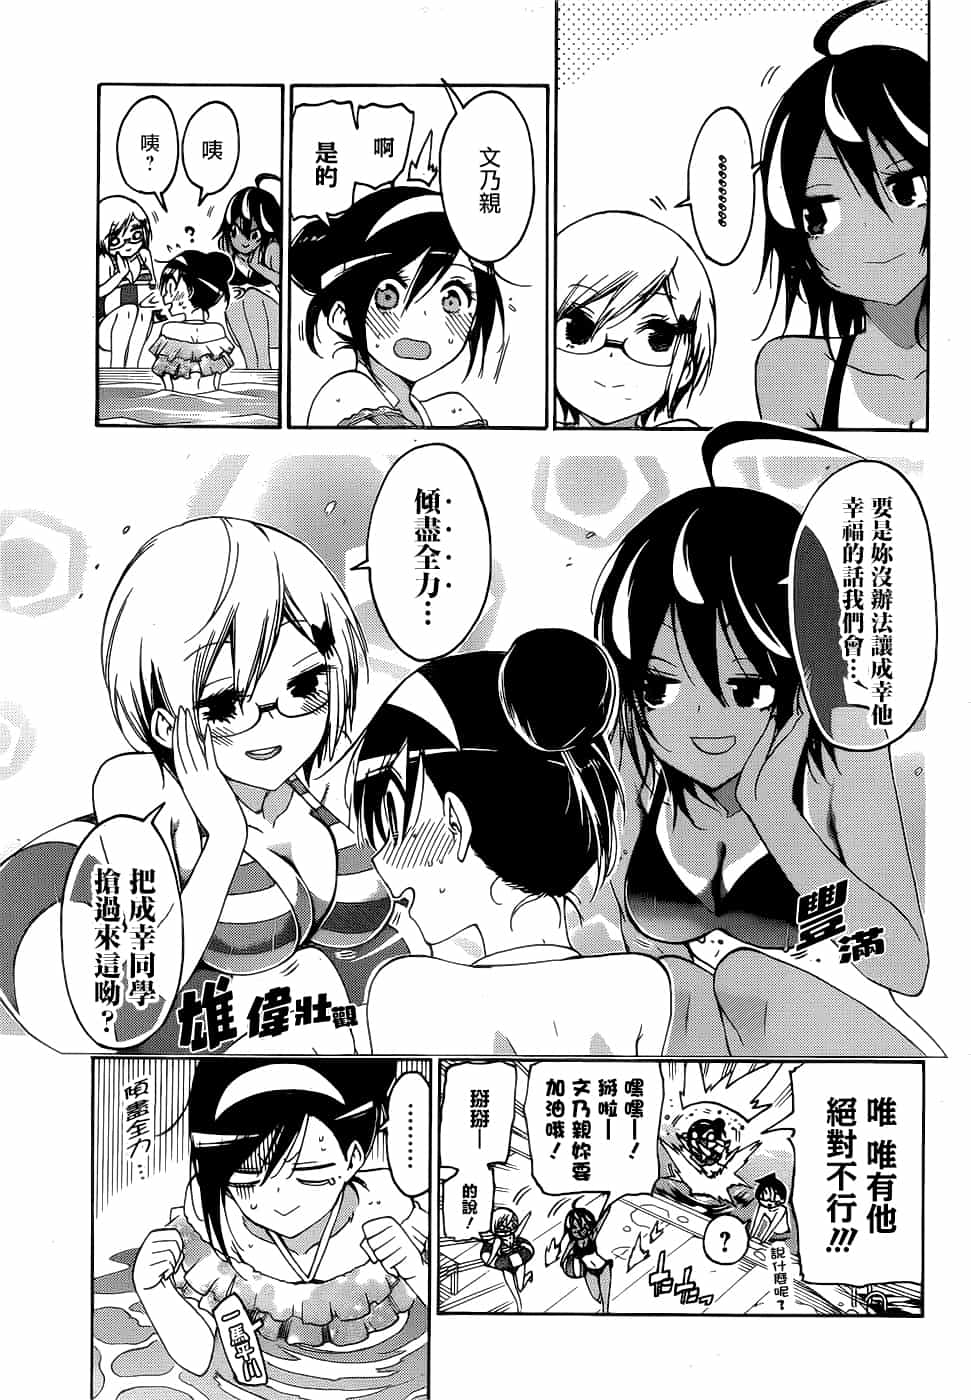 ………………
文乃親
啊
是的
咦
咦?
要是妳沒辦法讓成幸他
幸福的話我們會…
傾盡全力…
把成幸同學
搶過來這呦?
豐滿
雄偉壯觀
唯 唯有他
絕對不行!!!
說什麼呢?
?
嘿嘿ー!
掰啦ー
文乃親妳要
加油哦!
掰掰ー
的說!
………
傾盡全力…
一馬平川